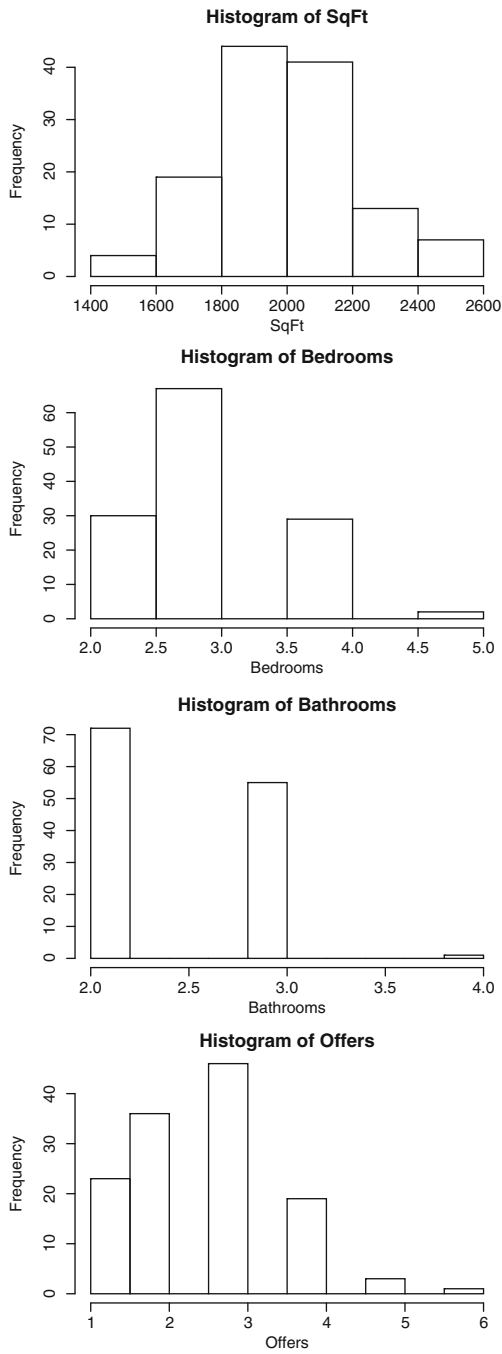 Histogram of SqFt
Frequency
0 10 20 30 40
1400 1600 1800 2000 2200 2400 2600
SqFt
Histogram of Bedrooms
Frequency
0 10 20 30 40 50 60
2.0 2.5 3.0 3.5 4.0 4.5 5.0
Bedrooms
Histogram of Bathrooms
Frequency
0 10 20 30 40 50 60 70
2.0 2.5 3.0 3.5 4.0
Bathrooms
Histogram of Offers
Frequency
0 10 20 30 40
1 2 3 4 5 6
Offers